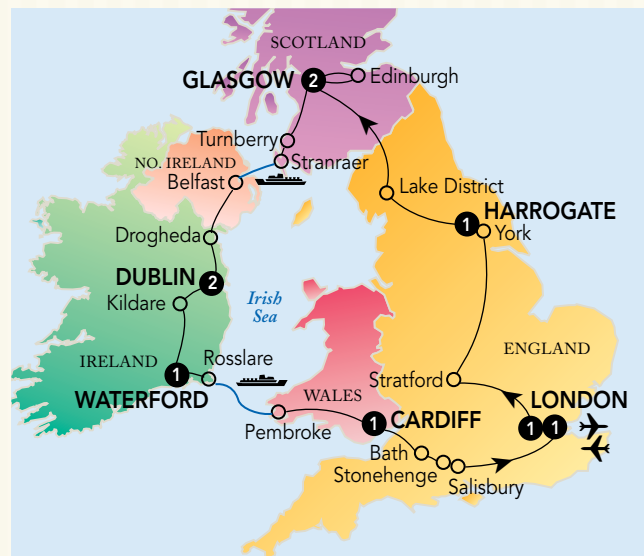 SCOTLAND
GLASGOW
2
Edinburgh
Turnberry
Stranraer
NO. IRELAND
Belfast
Lake District
HARROGATE
1
York
Drogheda
DUBLIN
2
Kildare
Irish
Sea
ENGLAND
IRELAND
Rosslare
1
WATERFORD
WALES
Stratford
LONDON
1
1
Pembroke
1
CARDIFF
Bath
Stonehenge
Salisbury